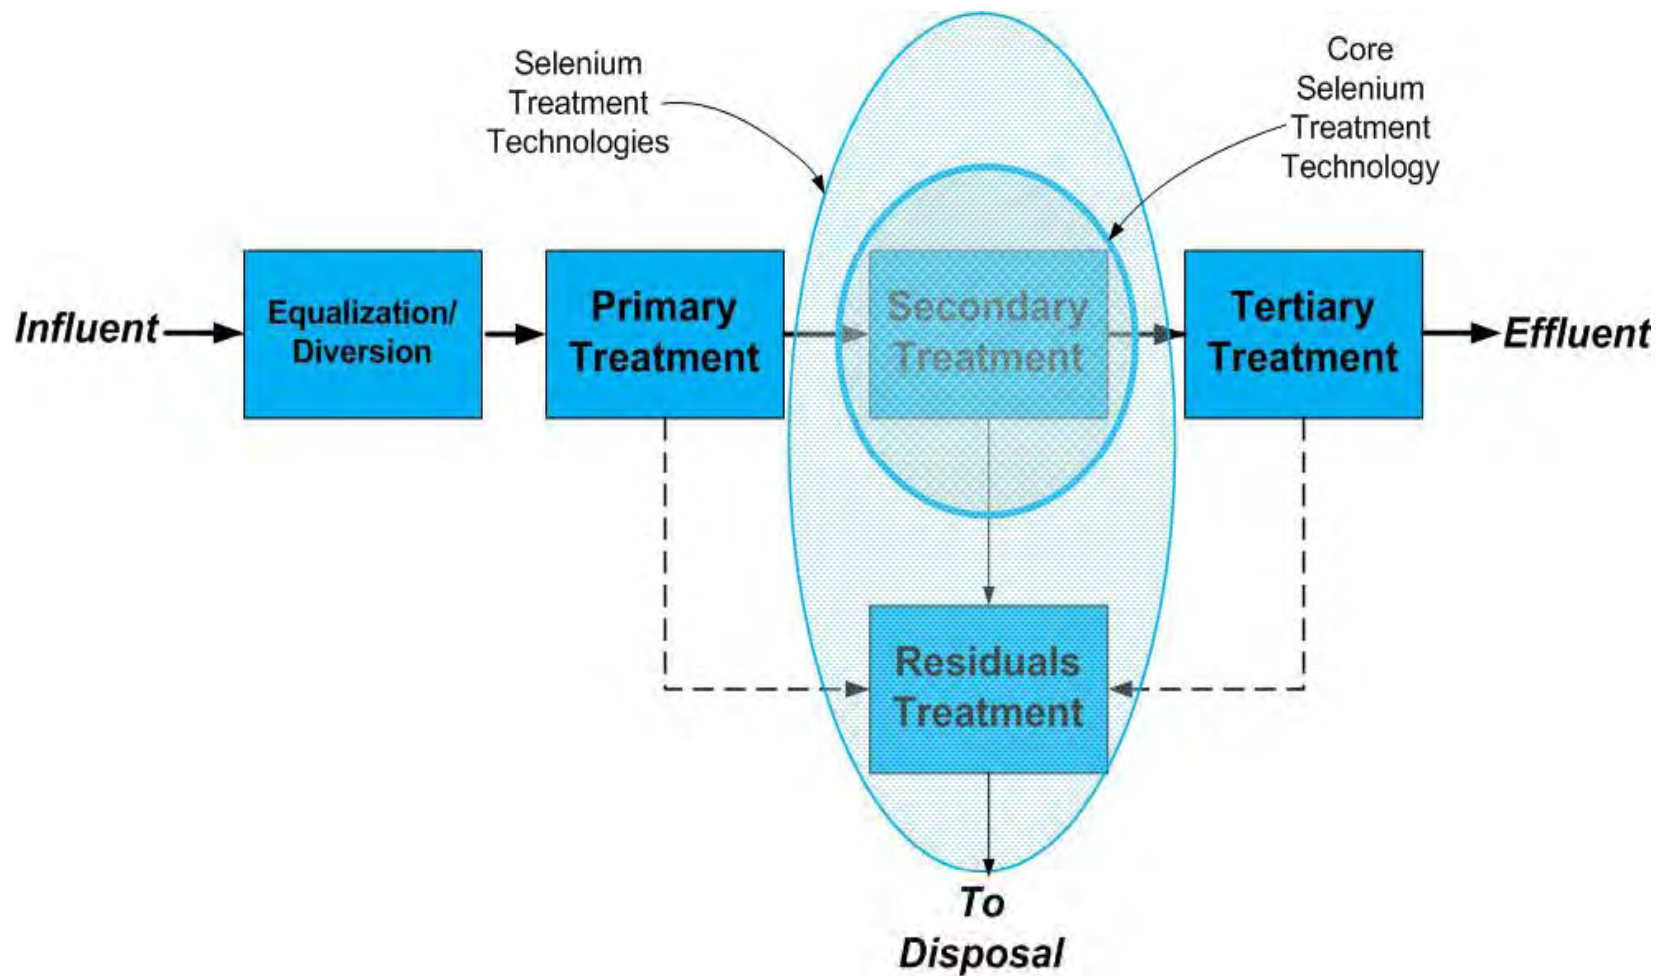 Selenium
Treatment
Technologies
Core
Selenium
Treatment
Technology
Influent
Equalization/
Diversion
Primary
Treatment
Secondary
Treatment
Tertiary
Treatment
Effluent
Residuals
Treatment
To
Disposal